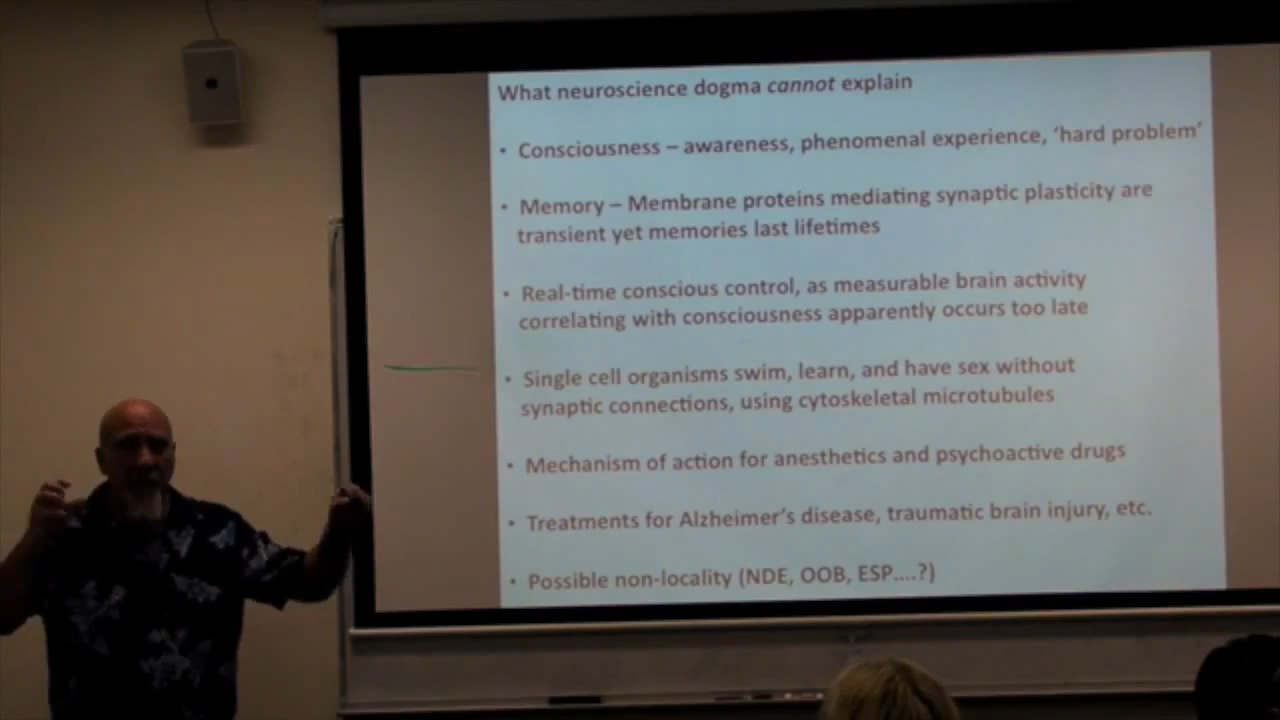 What neuroscience dogma cannot explain
• Consciousness – awareness, phenomenal experience, ‘hard problem’
• Memory – Membrane proteins mediating synaptic plasticity are
transient yet memories last lifetimes
• Real-time conscious control, as measurable brain activity
correlating with consciousness apparently occurs too late
• Single cell organisms swim, learn, and have sex without
synaptic connections, using cytoskeletal microtubules
• Mechanism of action for anesthetics and psychoactive drugs
• Treatments for Alzheimer’s disease, traumatic brain injury, etc.
• Possible non-locality (NDE, OOB, ESP....?)